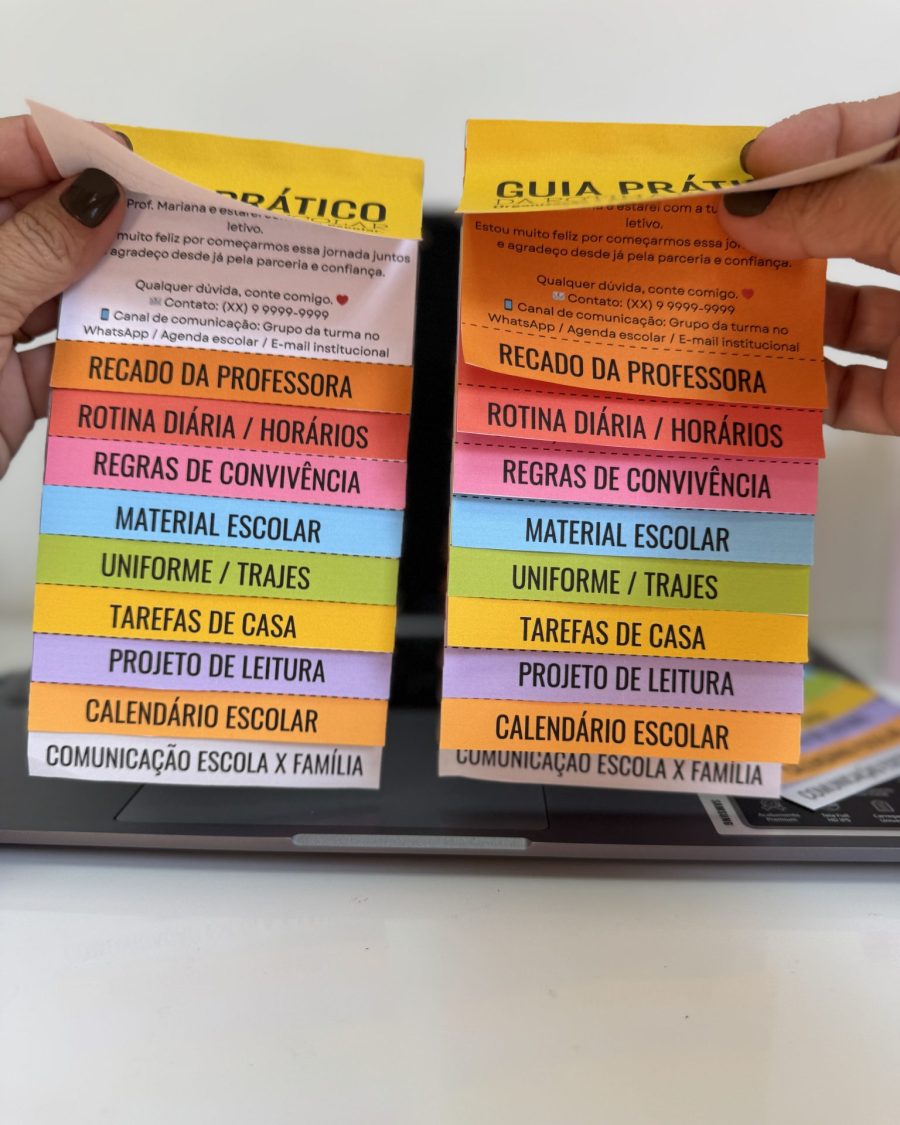 PRÁTICO
Prof. Mariana e estarei
letivo.
muito feliz por começarmos essa jornada juntos
agradeço desde já pela parceria e confiança.
Qualquer dúvida, conte comigo. ❤️
📨 Contato: (XX) 9 9999-9999
📱 Canal de comunicação: Grupo da turma no
WhatsApp / Agenda escolar / E-mail institucional
RECADO DA PROFESSORA
ROTINA DIÁRIA / HORÁRIOS
REGRAS DE CONVIVÊNCIA
MATERIAL ESCOLAR
UNIFORME / TRAJES
TAREFAS DE CASA
PROJETO DE LEITURA
CALENDÁRIO ESCOLAR
COMUNICAÇÃO ESCOLA X FAMÍLIA
GUIA PRÁTI
e estarei com a tu
letivo.
Estou muito feliz por começarmos essa jo
e agradeço desde já pela parceria e confiança.
Qualquer dúvida, conte comigo. ❤️
📨 Contato: (XX) 9 9999-9999
📱 Canal de comunicação: Grupo da turma no
WhatsApp / Agenda escolar / E-mail institucional
RECADO DA PROFESSORA
ROTINA DIÁRIA / HORÁRIOS
REGRAS DE CONVIVÊNCIA
MATERIAL ESCOLAR
UNIFORME / TRAJES
TAREFAS DE CASA
PROJETO DE LEITURA
CALENDÁRIO ESCOLAR
COMUNICAÇÃO ESCOLA X FAMÍLIA